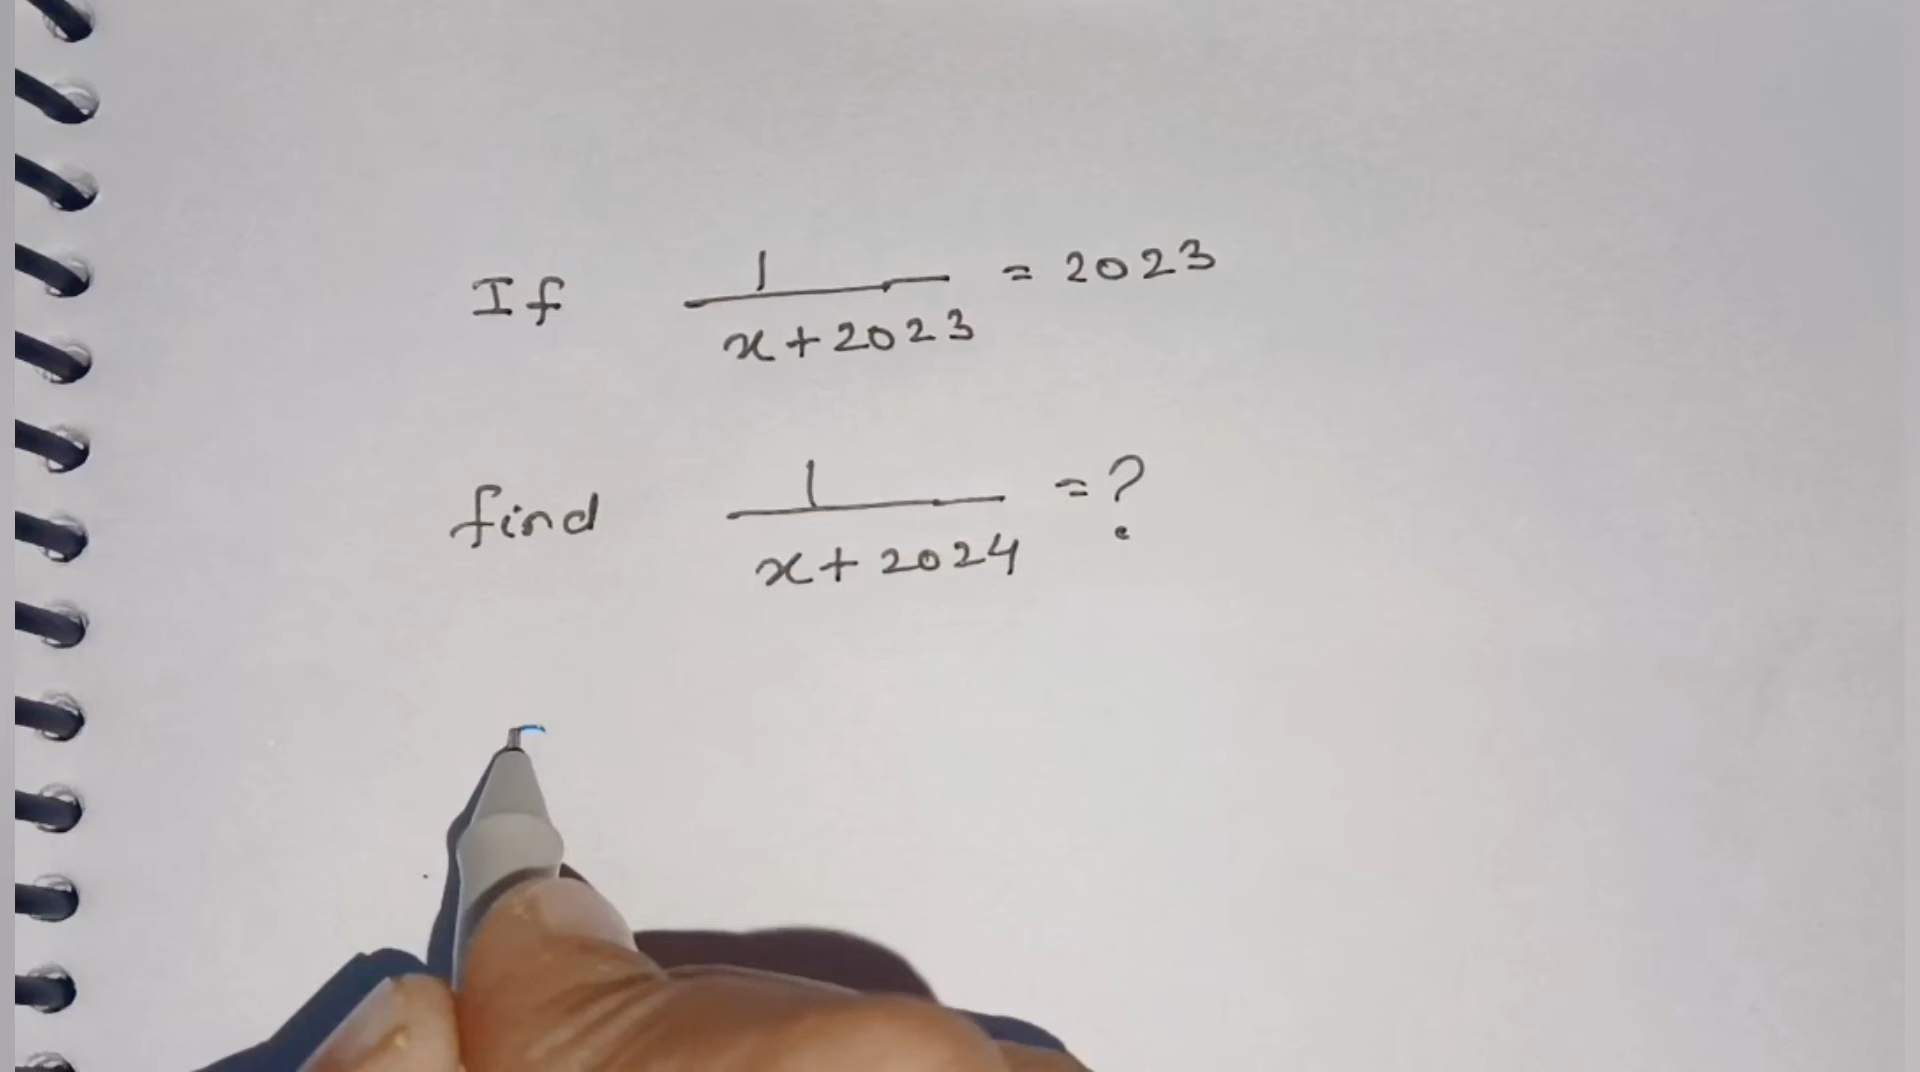 If 1/(x+2023) = 2023
find 1/(x+2024) = ?